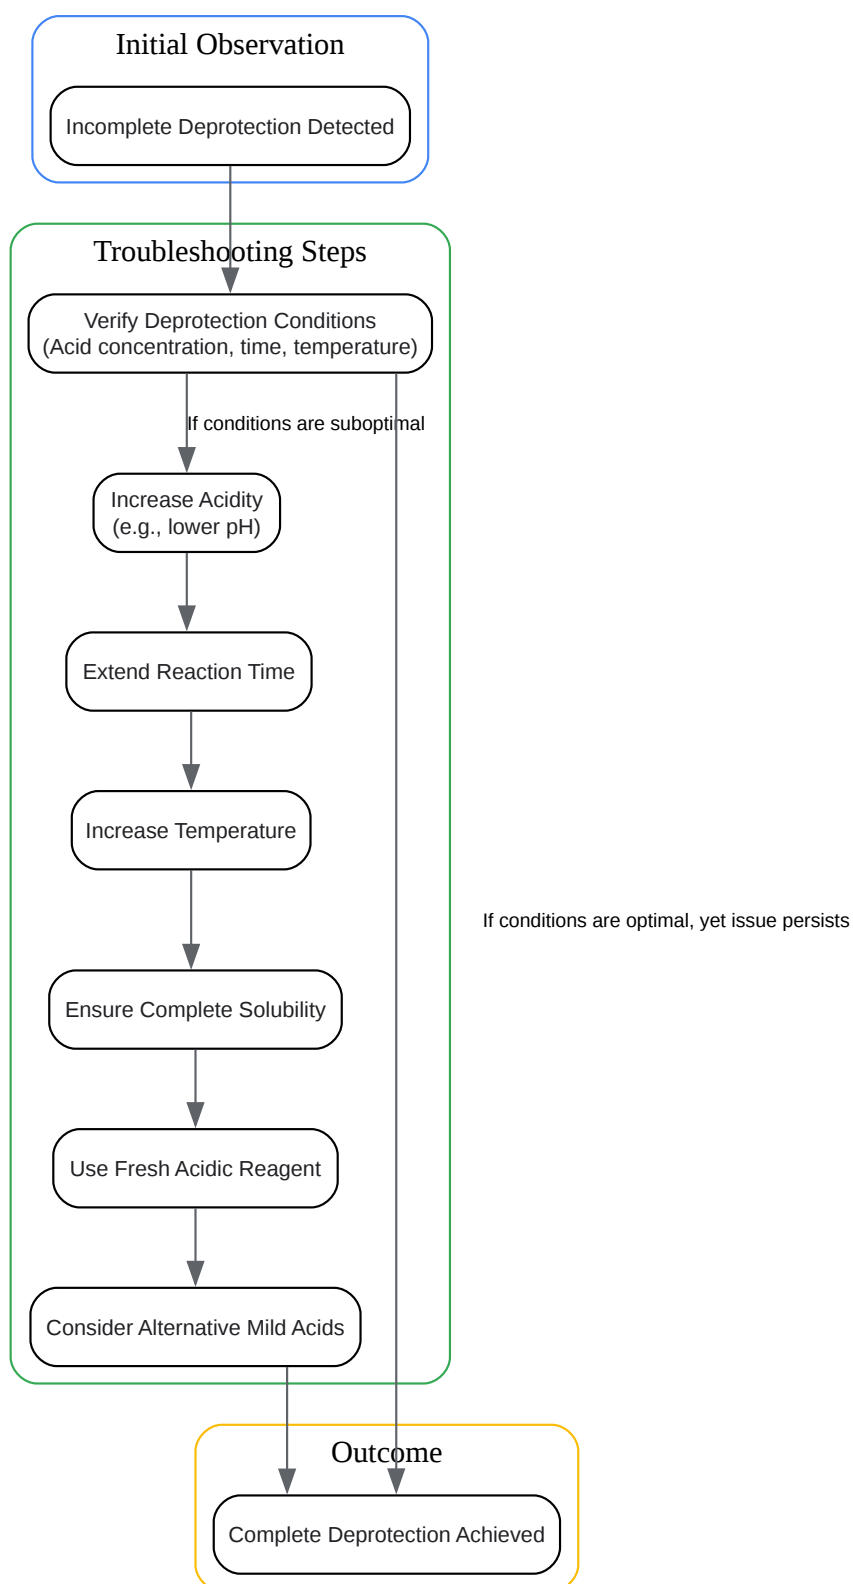 Initial Observation
Incomplete Deprotection Detected
Troubleshooting Steps
Verify Deprotection Conditions
(Acid concentration, time, temperature)
If conditions are suboptimal
Increase Acidity
(e.g., lower pH)
Extend Reaction Time
Increase Temperature
If conditions are optimal, yet issue persists
Ensure Complete Solubility
Use Fresh Acidic Reagent
Consider Alternative Mild Acids
Outcome
Complete Deprotection Achieved